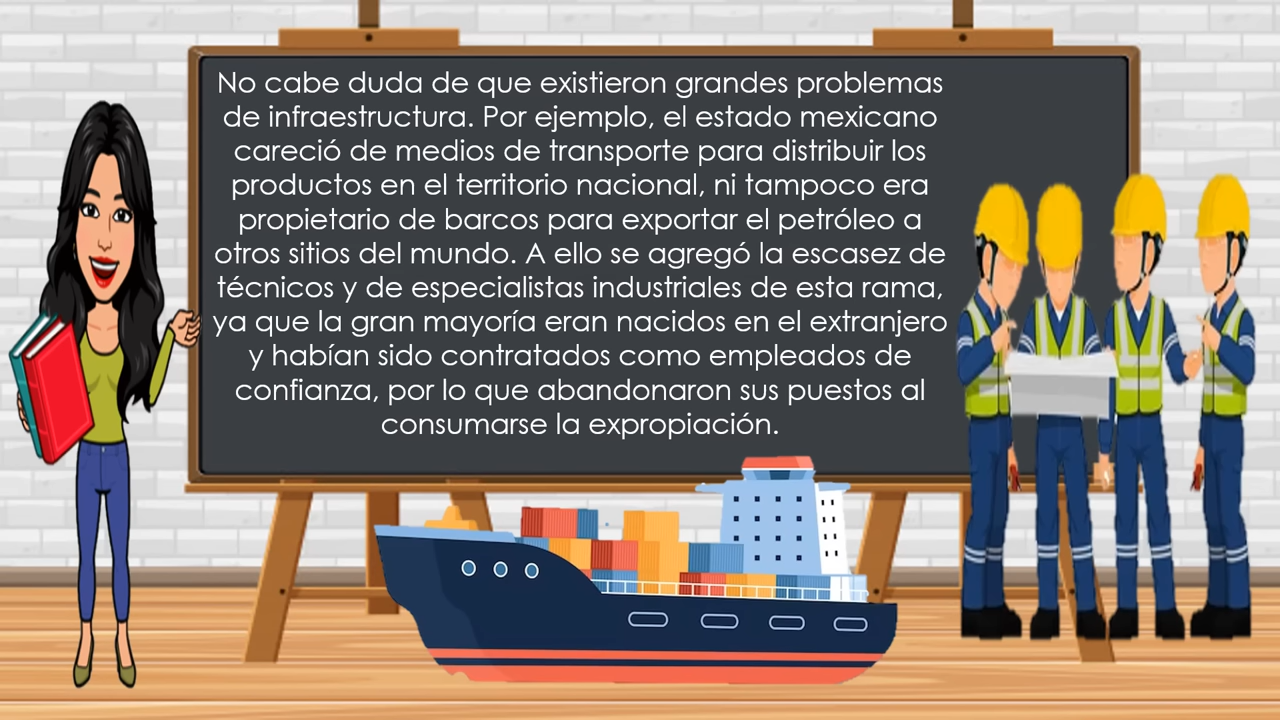 No cabe duda de que existieron grandes problemas
de infraestructura. Por ejemplo, el estado mexicano
careció de medios de transporte para distribuir los
productos en el territorio nacional, ni tampoco era
propietario de barcos para exportar el petróleo a
otros sitios del mundo. A ello se agregó la escasez de
técnicos y de especialistas industriales de esta rama,
ya que la gran mayoría eran nacidos en el extranjero
y habían sido contratados como empleados de
confianza, por lo que abandonaron sus puestos al
consumarse la expropiación.